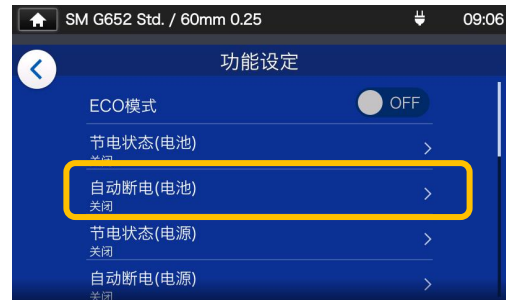 SM G652 Std. / 60mm 0.25
09:06
功能设定
ECO模式
OFF
节电状态(电池)
关闭
自动断电(电池)
关闭
节电状态(电源)
关闭
自动断电(电源)
关闭